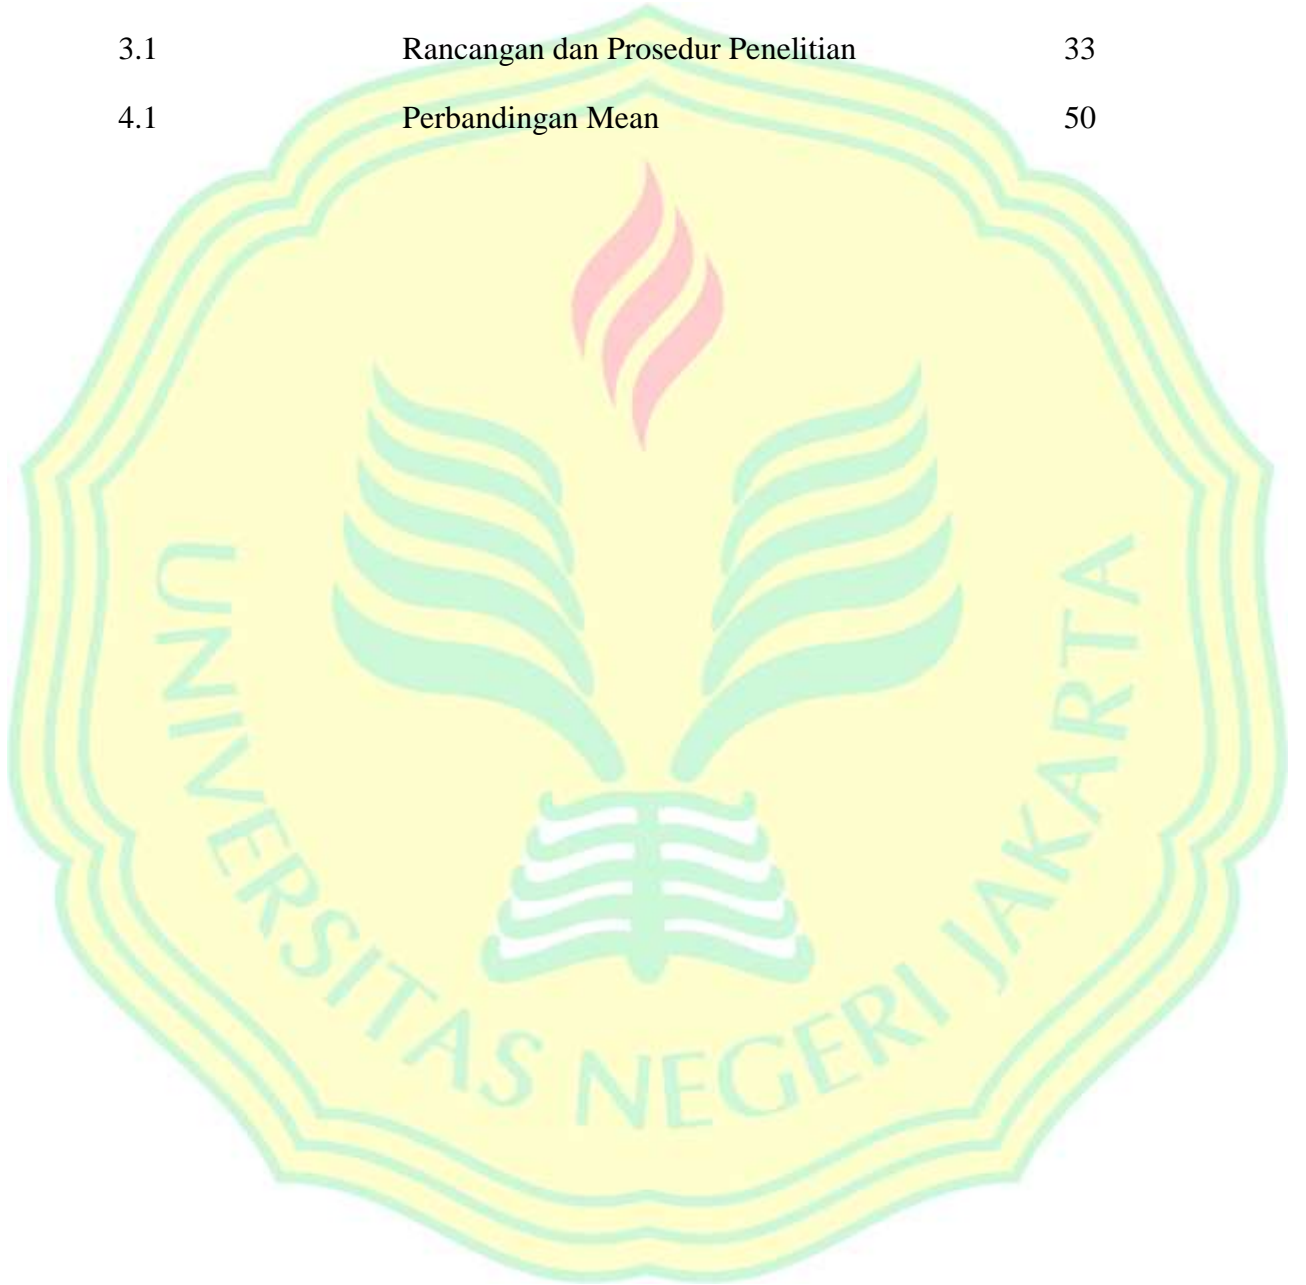 3.1 Rancangan dan Prosedur Penelitian 33
4.1 Perbandingan Mean 50
UNIVERSITAS NEGERI JAKARTA